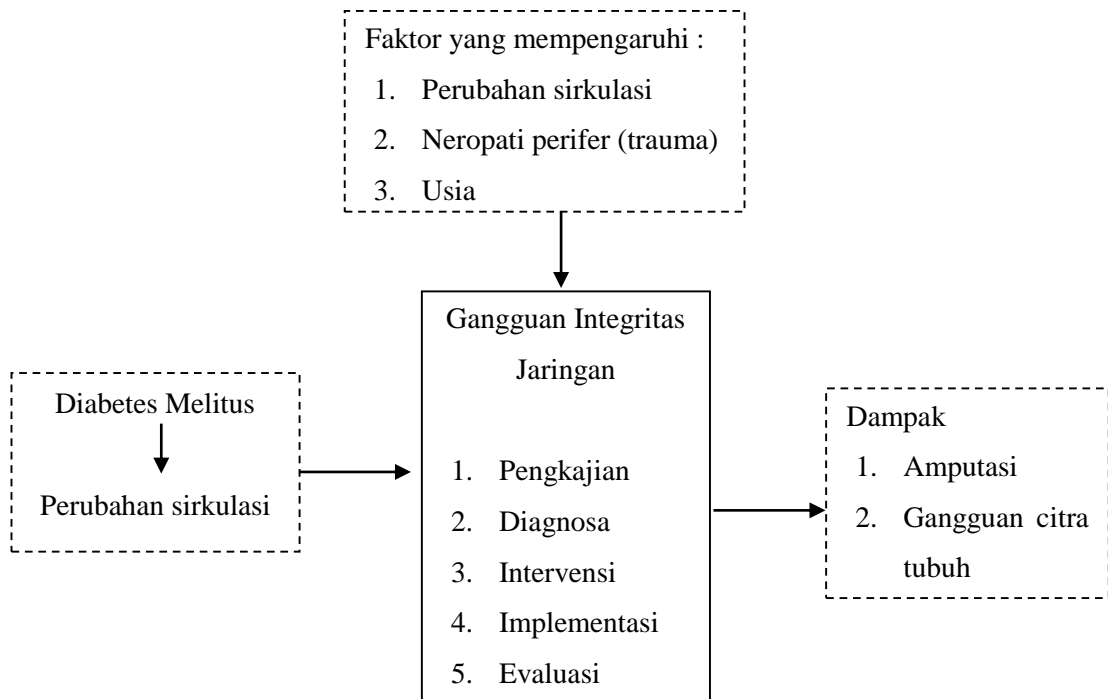 Faktor yang mempengaruhi :
1. Perubahan sirkulasi
2. Neropati perifer (trauma)
3. Usia
Diabetes Melitus
Perubahan sirkulasi
Gangguan Integritas
Jaringan
1. Pengkajian
2. Diagnosa
3. Intervensi
4. Implementasi
5. Evaluasi
Dampak
1. Amputasi
2. Gangguan citra
tubuh